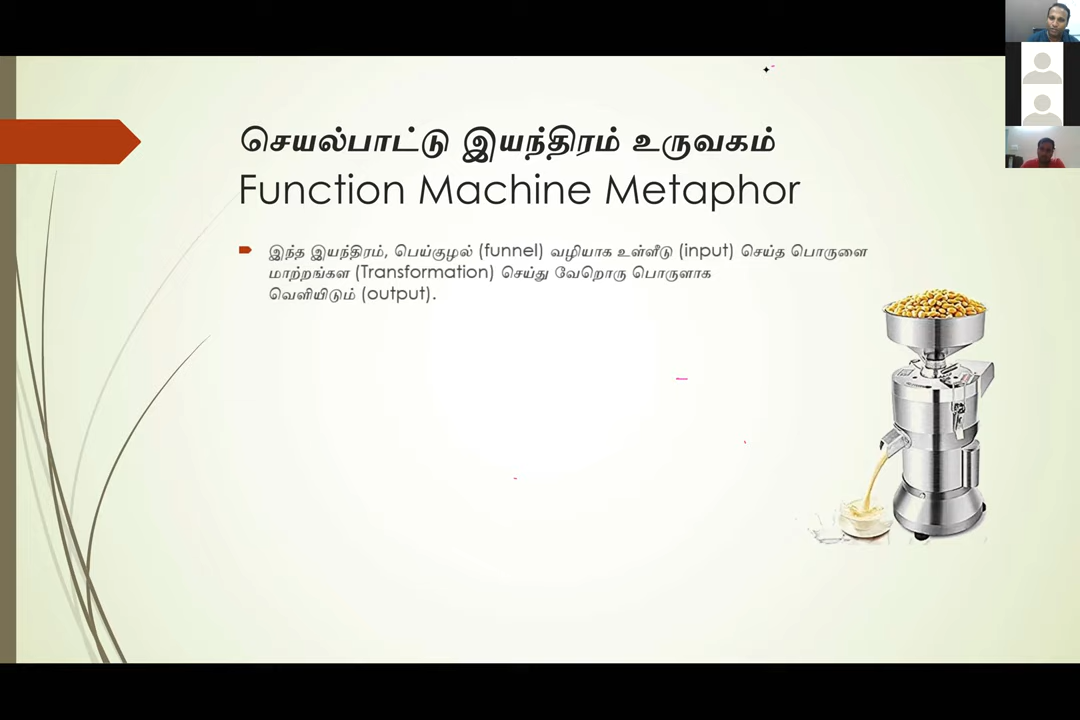 செயல்பாட்டு இயந்திரம் உருவகம்
Function Machine Metaphor
இந்த இயந்திரம், பெய்குழல் (funnel) வழியாக உள்ளீடு (input) செய்த பொருளை
மாற்றங்கள (Transformation) செய்து வேறொரு பொருளாக
வெளியிடும் (output).